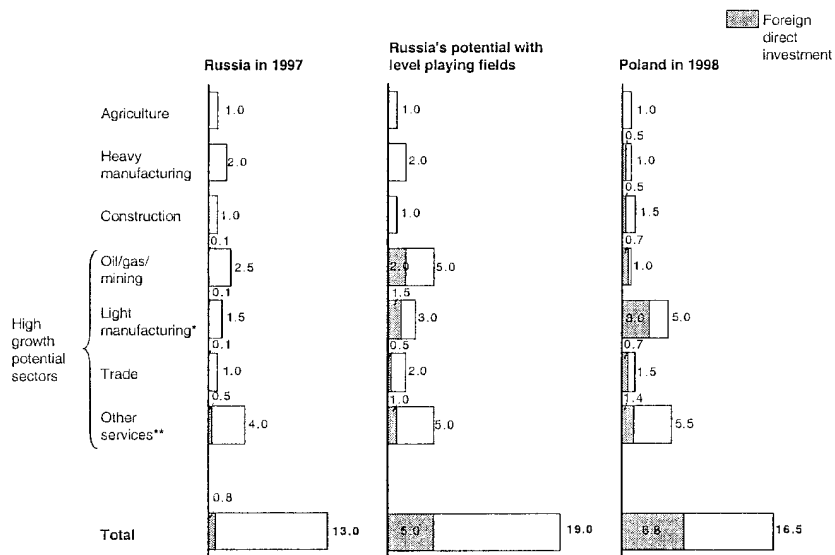 Foreign
direct
investment
Russia in 1997
Russia's potential with
level playing fields
Poland in 1998
Agriculture
1.0
1.0
1.0
0.5
Heavy
manufacturing
2.0
2.0
1.0
0.5
Construction
1.0
1.0
1.5
0.1
0.7
Oil/gas/
mining
2.5
2.0
5.0
1.0
0.1
1.5
Light
manufacturing*
1.5
3.0
3.0
5.0
0.1
0.5
0.7
High
growth
potential
sectors
Trade
1.0
2.0
1.5
0.5
1.0
1.4
Other
services**
4.0
5.0
5.5
0.8
Total
13.0
5.0
19.0
6.8
16.5